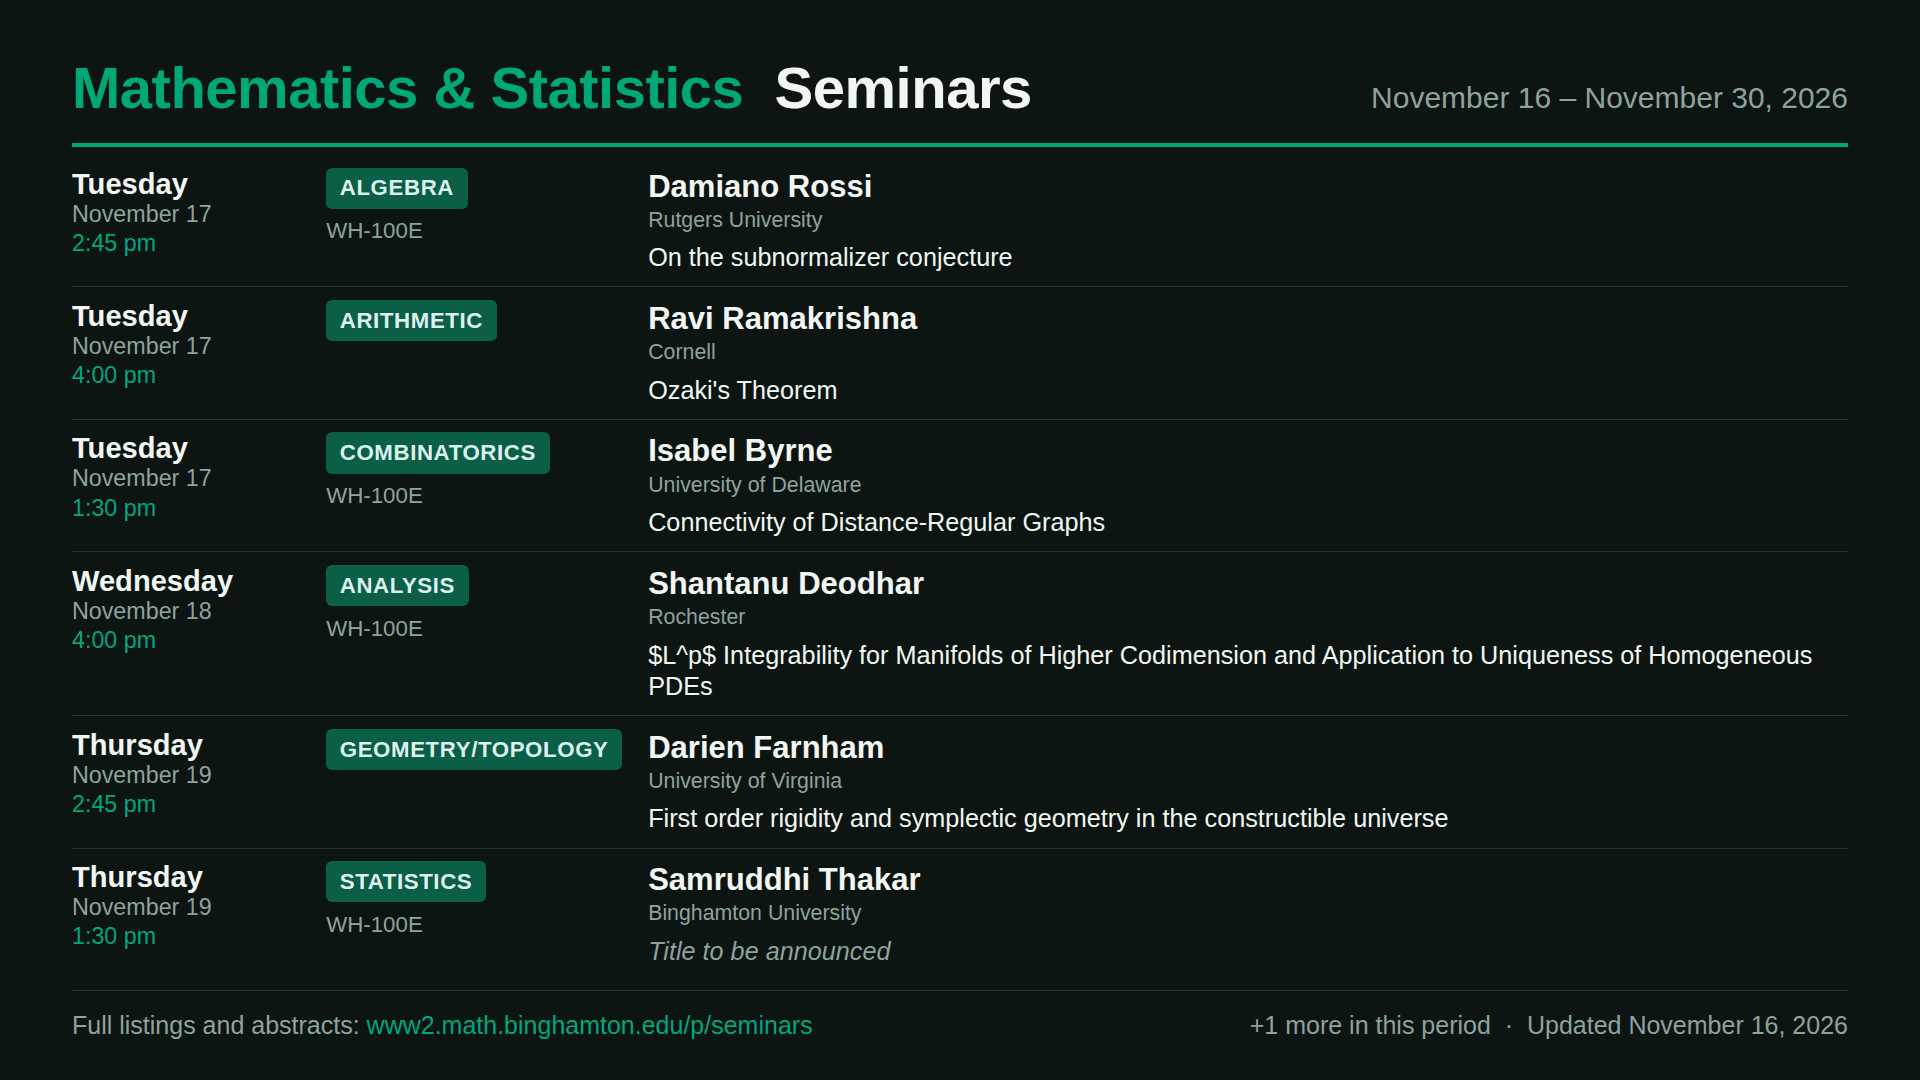 Mathematics & Statistics Seminars
November 16 – November 30, 2026
Tuesday
November 17
2:45 pm
ALGEBRA
WH-100E
Damiano Rossi
Rutgers University
On the subnormalizer conjecture
Tuesday
November 17
4:00 pm
ARITHMETIC
Ravi Ramakrishna
Cornell
Ozaki's Theorem
Tuesday
November 17
1:30 pm
COMBINATORICS
WH-100E
Isabel Byrne
University of Delaware
Connectivity of Distance-Regular Graphs
Wednesday
November 18
4:00 pm
ANALYSIS
WH-100E
Shantanu Deodhar
Rochester
$L^p$ Integrability for Manifolds of Higher Codimension and Application to Uniqueness of Homogeneous
PDEs
Thursday
November 19
2:45 pm
GEOMETRY/TOPOLOGY
Darien Farnham
University of Virginia
First order rigidity and symplectic geometry in the constructible universe
Thursday
November 19
1:30 pm
STATISTICS
WH-100E
Samruddhi Thakar
Binghamton University
Title to be announced
Full listings and abstracts: www2.math.binghamton.edu/p/seminars
+1 more in this period · Updated November 16, 2026